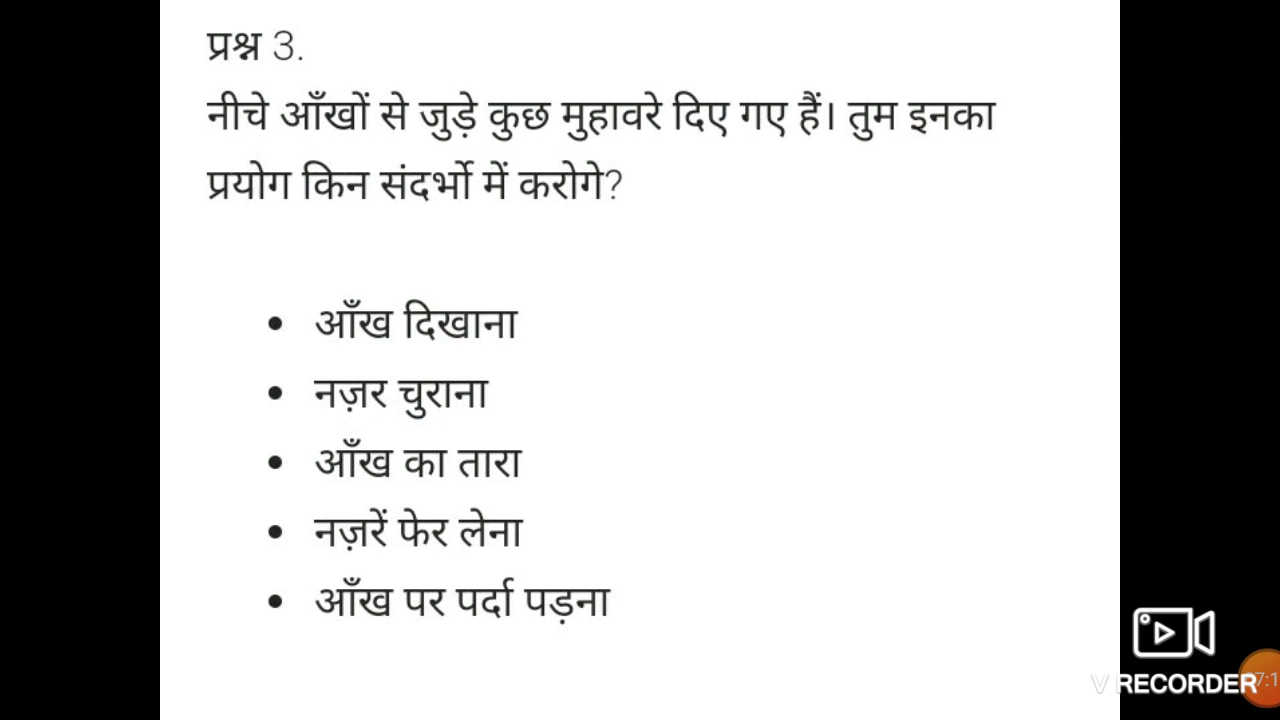 प्रश्न 3.
नीचे आँखों से जुड़े कुछ मुहावरे दिए गए हैं। तुम इनका
प्रयोग किन संदर्भो में करोगे?
• आँख दिखाना
• नज़र चुराना
• आँख का तारा
• नज़रें फेर लेना
• आँख पर पर्दा पड़ना
V RECORDER